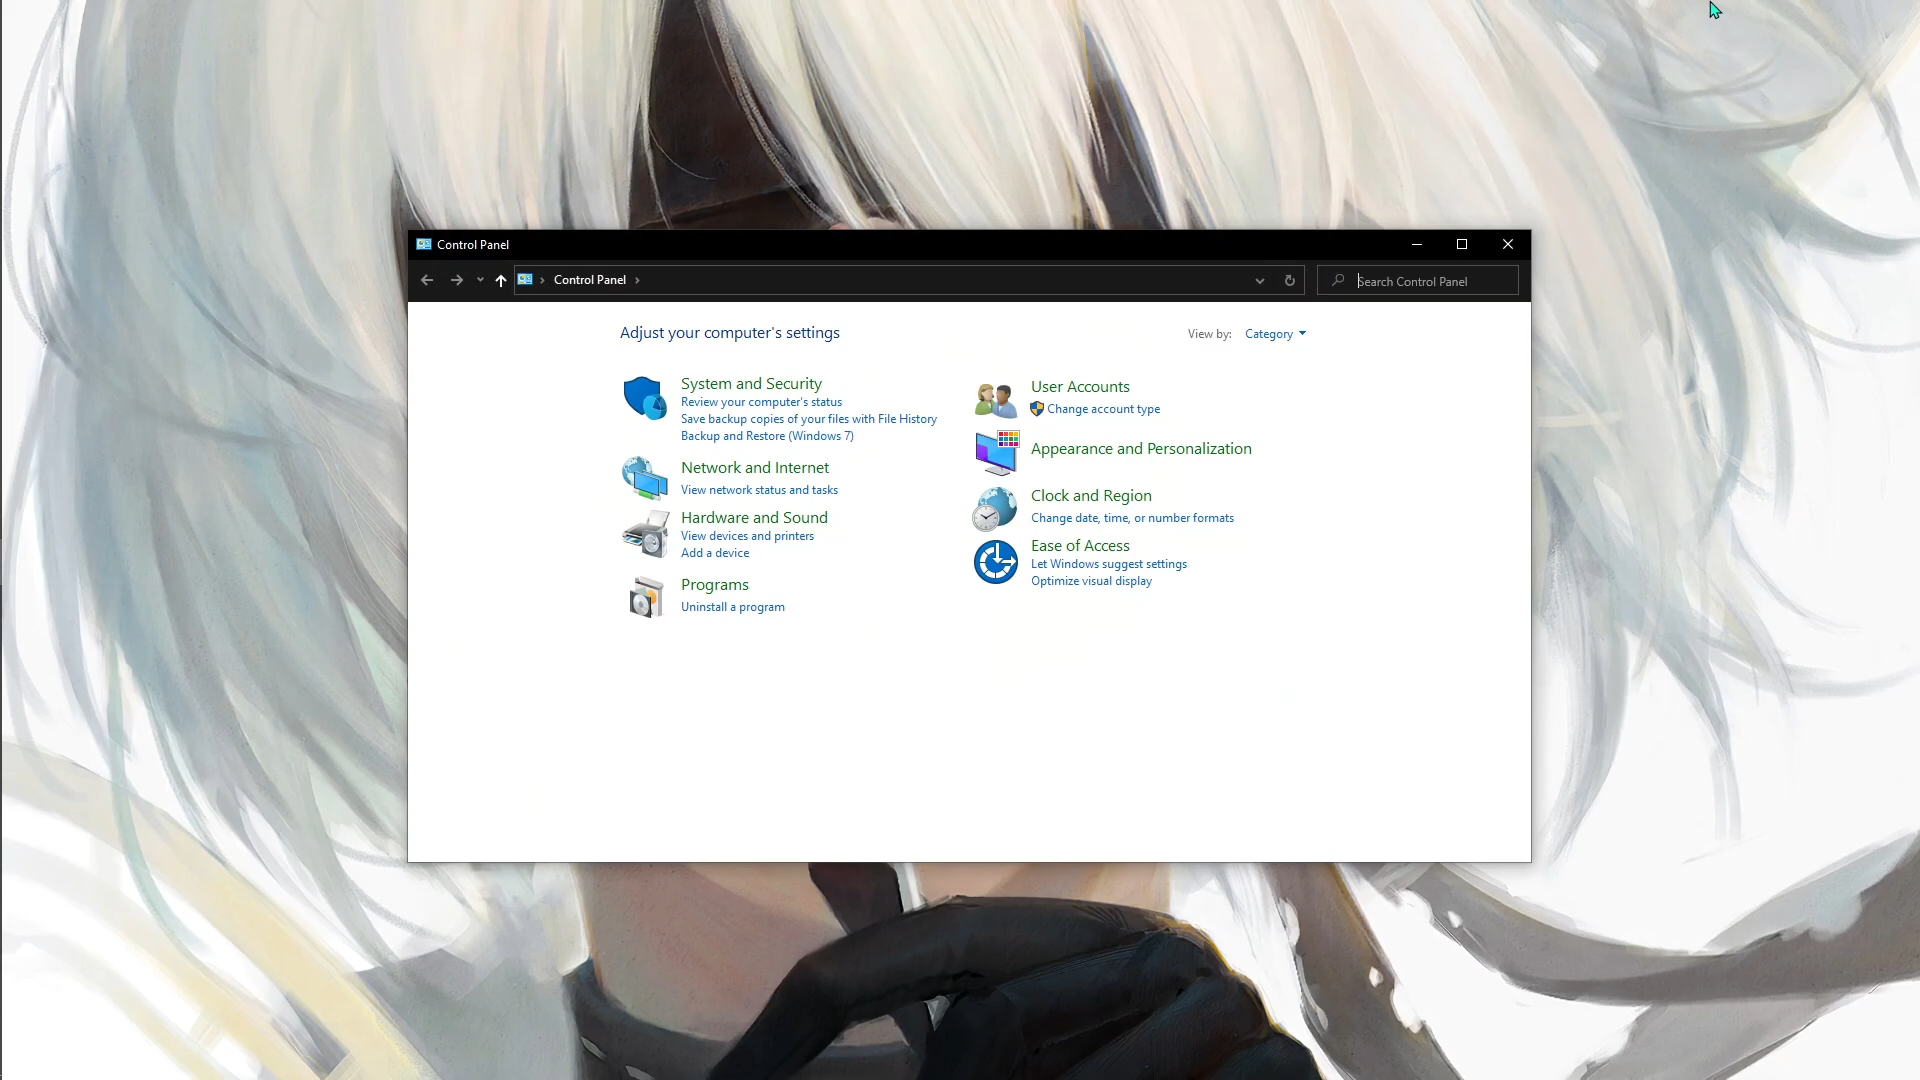 Control Panel
Control Panel
Search Control Panel
Adjust your computer's settings
View by: Category
System and Security
Review your computer's status
Save backup copies of your files with File History
Backup and Restore (Windows 7)
Network and Internet
View network status and tasks
Hardware and Sound
View devices and printers
Add a device
Programs
Uninstall a program
User Accounts
Change account type
Appearance and Personalization
Clock and Region
Change date, time, or number formats
Ease of Access
Let Windows suggest settings
Optimize visual display